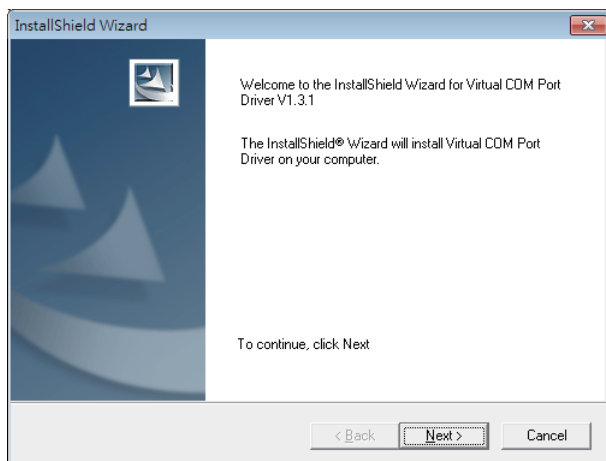 InstallShield Wizard
Welcome to the InstallShield Wizard for Virtual COM Port
Driver V1.3.1
The InstallShield® Wizard will install Virtual COM Port
Driver on your computer.
To continue, click Next
< Back Next > Cancel